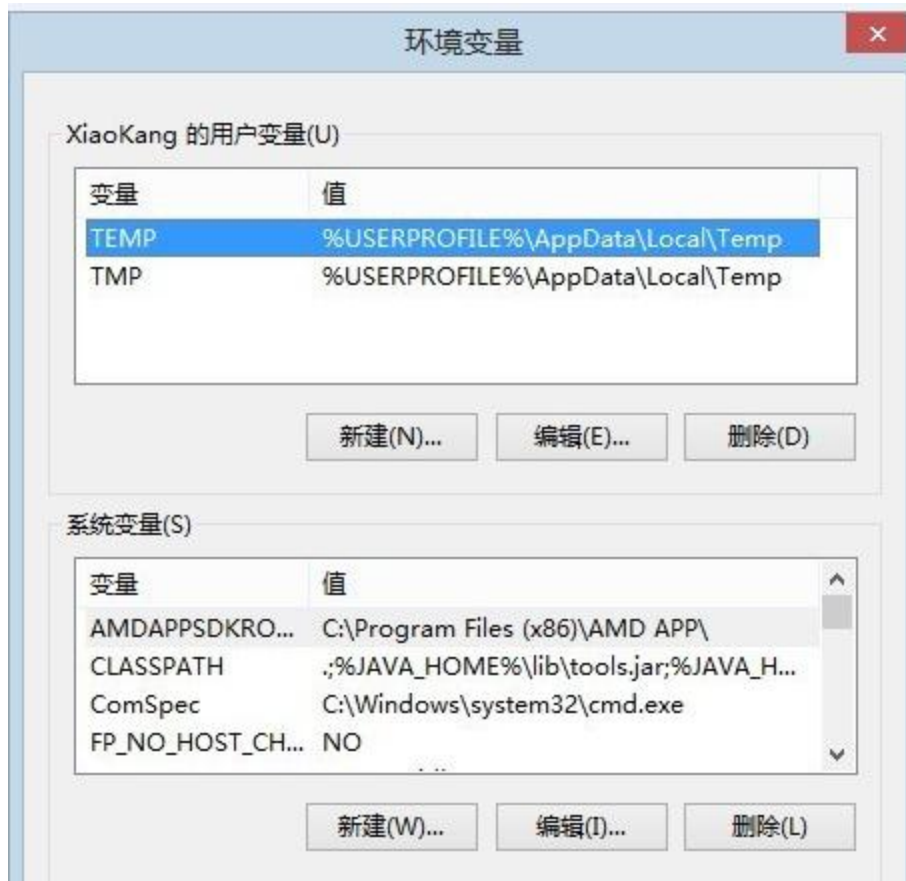 环境变量
XiaoKang 的用户变量(U)
变量 值
TEMP %USERPROFILE%\AppData\Local\Temp
TMP %USERPROFILE%\AppData\Local\Temp
新建(N)... 编辑(E)... 删除(D)
系统变量(S)
变量 值
AMDAPPSDKRO... C:\Program Files (x86)\AMD APP\
CLASSPATH .;%JAVA_HOME%\lib\tools.jar;%JAVA_H...
ComSpec C:\Windows\system32\cmd.exe
FP_NO_HOST_CH... NO
新建(W)... 编辑(I)... 删除(L)